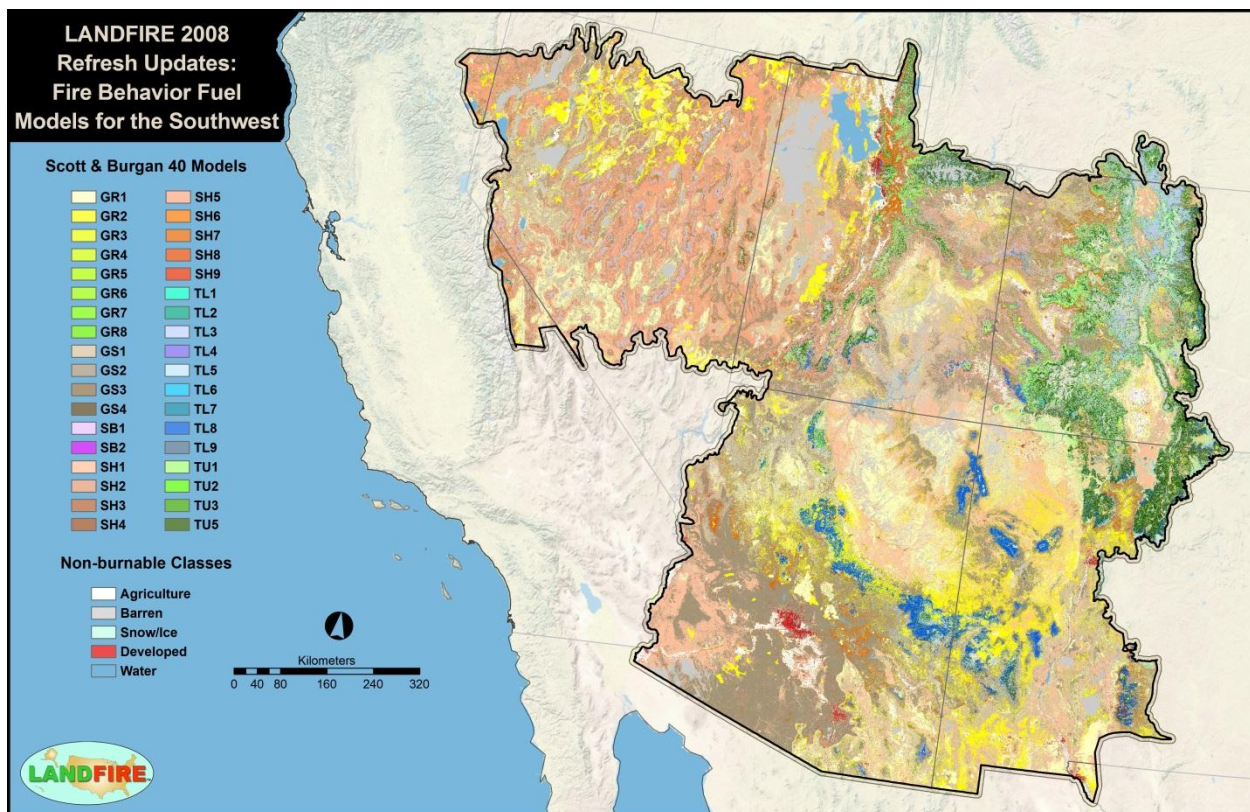 LANDFIRE 2008
Refresh Updates:
Fire Behavior Fuel
Models for the Southwest
Scott & Burgan 40 Models
GR1
GR2
GR3
GR4
GR5
GR6
GR7
GR8
GS1
GS2
GS3
GS4
SB1
SB2
SH1
SH2
SH3
SH4
SH5
SH6
SH7
SH8
SH9
TL1
TL2
TL3
TL4
TL5
TL6
TL7
TL8
TL9
TU1
TU2
TU3
TU5
Non-burnable Classes
Agriculture
Barren
Snow/Ice
Developed
Water
Kilometers
0 40 80 160 240 320
LANDFIRE